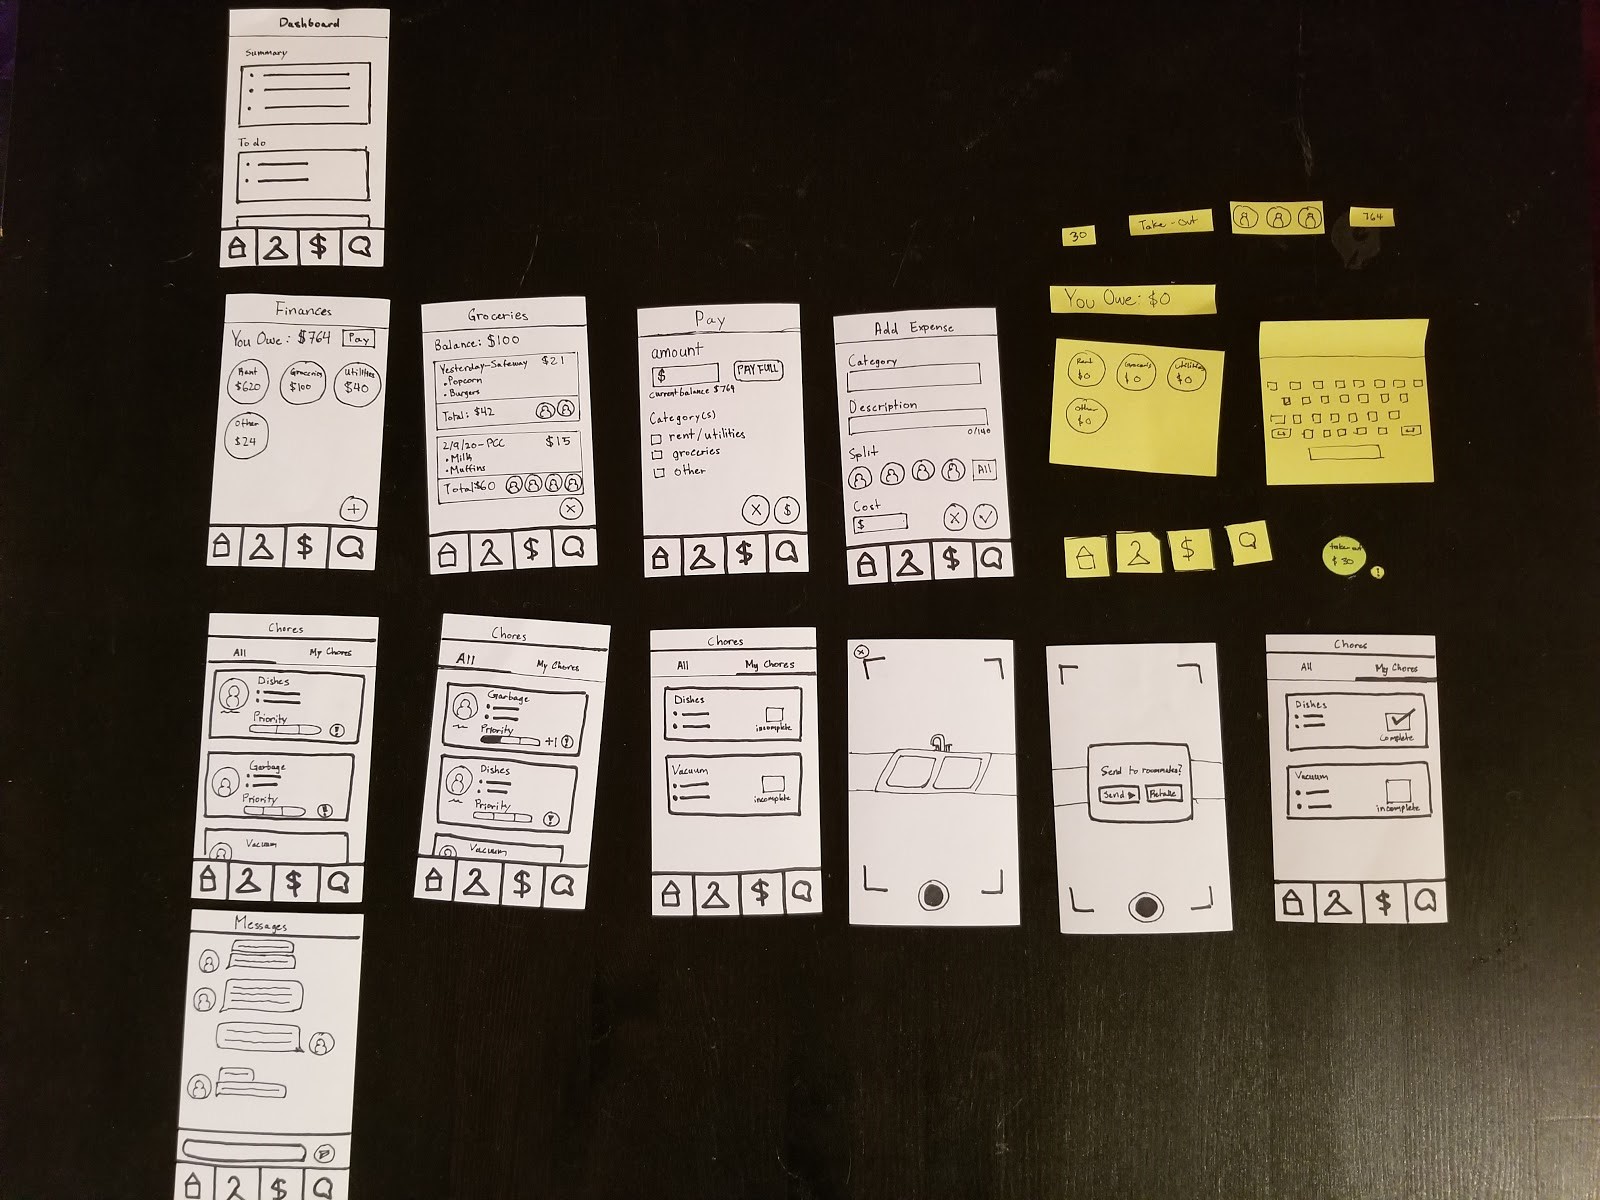 Dashboard
Summary
To do
$
30
Take-out
764
Finances
You Owe: $764 Pay
Rent $620
Groceries $100
Utilities $40
Other $24
+
$
Groceries
Balance: $100
Yesterday-Safeway $21
• Popcorn
• Burgers
Total: $42
2/9/20-PCC $15
• Milk
• Muffins
Total $60
X
$
Pay
amount
$ PAY FULL
current balance $769
Category(s)
rent/utilities
groceries
other
X $
$
Add Expense
Category
Description
0/140
Split
All
Cost
$ X
$
You Owe: $0
Rent $0
Utilities $0
Other $0
$
take out
$30
!
Chores
All My Chores
Dishes
Priority !
Garbage
Priority !
Vacuum
$
Chores
All My Chores
Garbage
Priority +1 !
Dishes
Priority !
Vacuum
$
Chores
All My Chores
Dishes
incomplete
Vacuum
incomplete
$
X
Send to roommates?
Send Retake
Chores
All My Chores
Dishes
Complete
Vacuum
incomplete
$
Messages
$